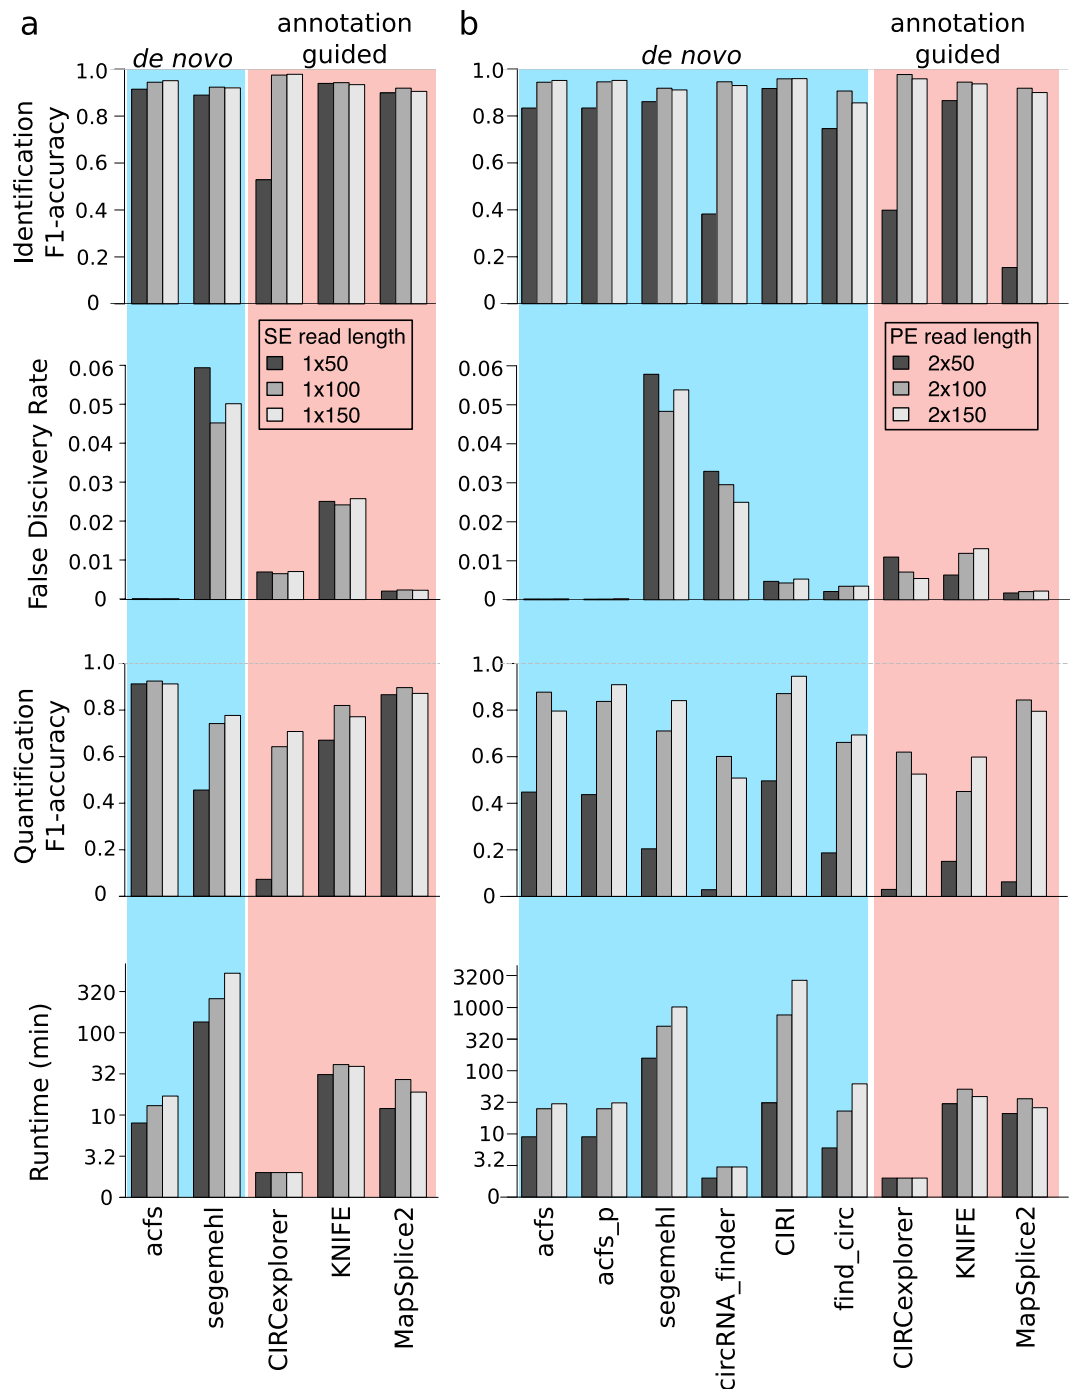 a
de novo
annotation
guided
b
de novo
annotation
guided
Identification
F1-accuracy
1.0
0.8
0.6
0.4
0.2
0
1.0
0.8
0.6
0.4
0.2
0
False Discivery Rate
0.06
0.05
0.04
0.03
0.02
0.01
0
SE read length
1x50
1x100
1x150
0.06
0.05
0.04
0.03
0.02
0.01
0
PE read length
2x50
2x100
2x150
Quantification
F1-accuracy
1.0
0.8
0.6
0.4
0.2
0
1.0
0.8
0.6
0.4
0.2
0
Runtime (min)
320
100
32
10
3.2
0
3200
1000
320
100
32
10
3.2
0
acfs
segemehl
CIRCexplorer
KNIFE
MapSplice2
acfs
acfs_p
segemehl
circRNA_finder
CIRI
find_circ
CIRCexplorer
KNIFE
MapSplice2